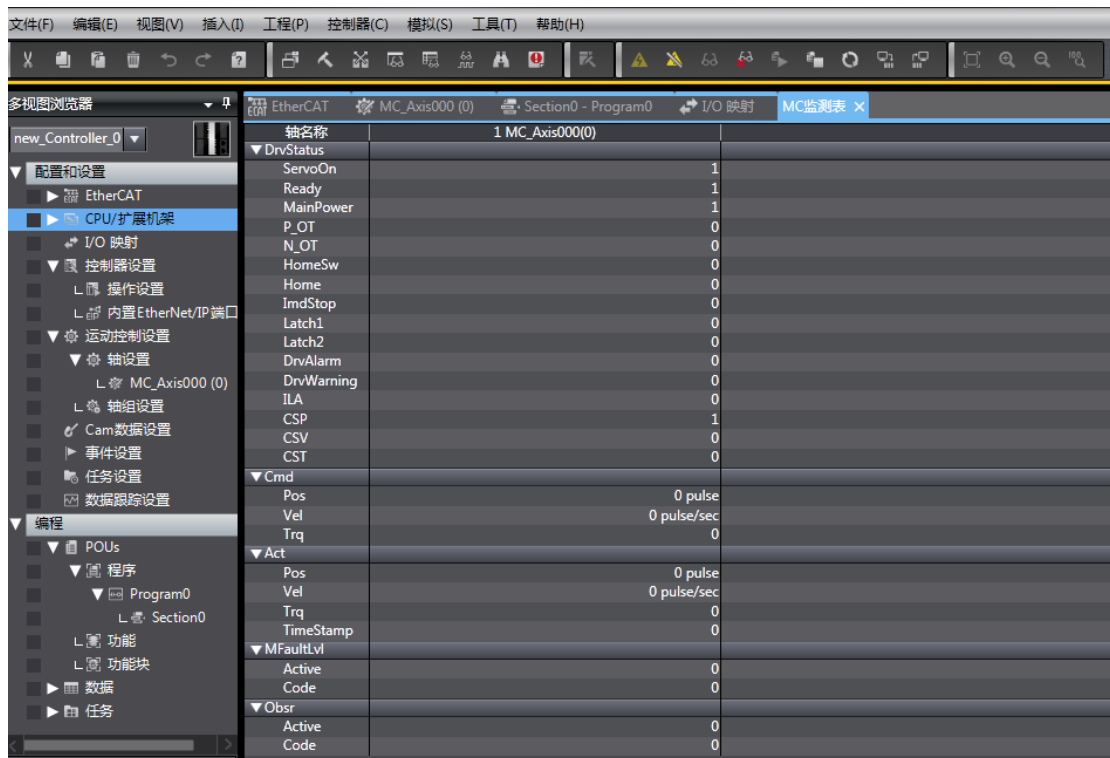 文件(F) 编辑(E) 视图(V) 插入(I) 工程(P) 控制器(C) 模拟(S) 工具(T) 帮助(H)
多视图浏览器
new_Controller_0
配置和设置
EtherCAT
CPU/扩展机架
I/O 映射
控制器设置
操作设置
内置EtherNet/IP端口
运动控制设置
轴设置
MC_Axis000 (0)
轴组设置
Cam数据设置
事件设置
任务设置
数据跟踪设置
编程
POUs
程序
Program0
Section0
功能
功能块
数据
任务
EtherCAT MC_Axis000 (0) Section0 - Program0 I/O 映射 MC监测表
轴名称 1 MC_Axis000(0)
DrvStatus
ServoOn 1
Ready 1
MainPower 1
P_OT 0
N_OT 0
HomeSw 0
Home 0
ImdStop 0
Latch1 0
Latch2 0
DrvAlarm 0
DrvWarning 0
ILA 0
CSP 1
CSV 0
CST 0
Cmd
Pos 0 pulse
Vel 0 pulse/sec
Trq 0
Act
Pos 0 pulse
Vel 0 pulse/sec
Trq 0
TimeStamp 0
MFaultLvl
Active 0
Code 0
Obsr
Active 0
Code 0